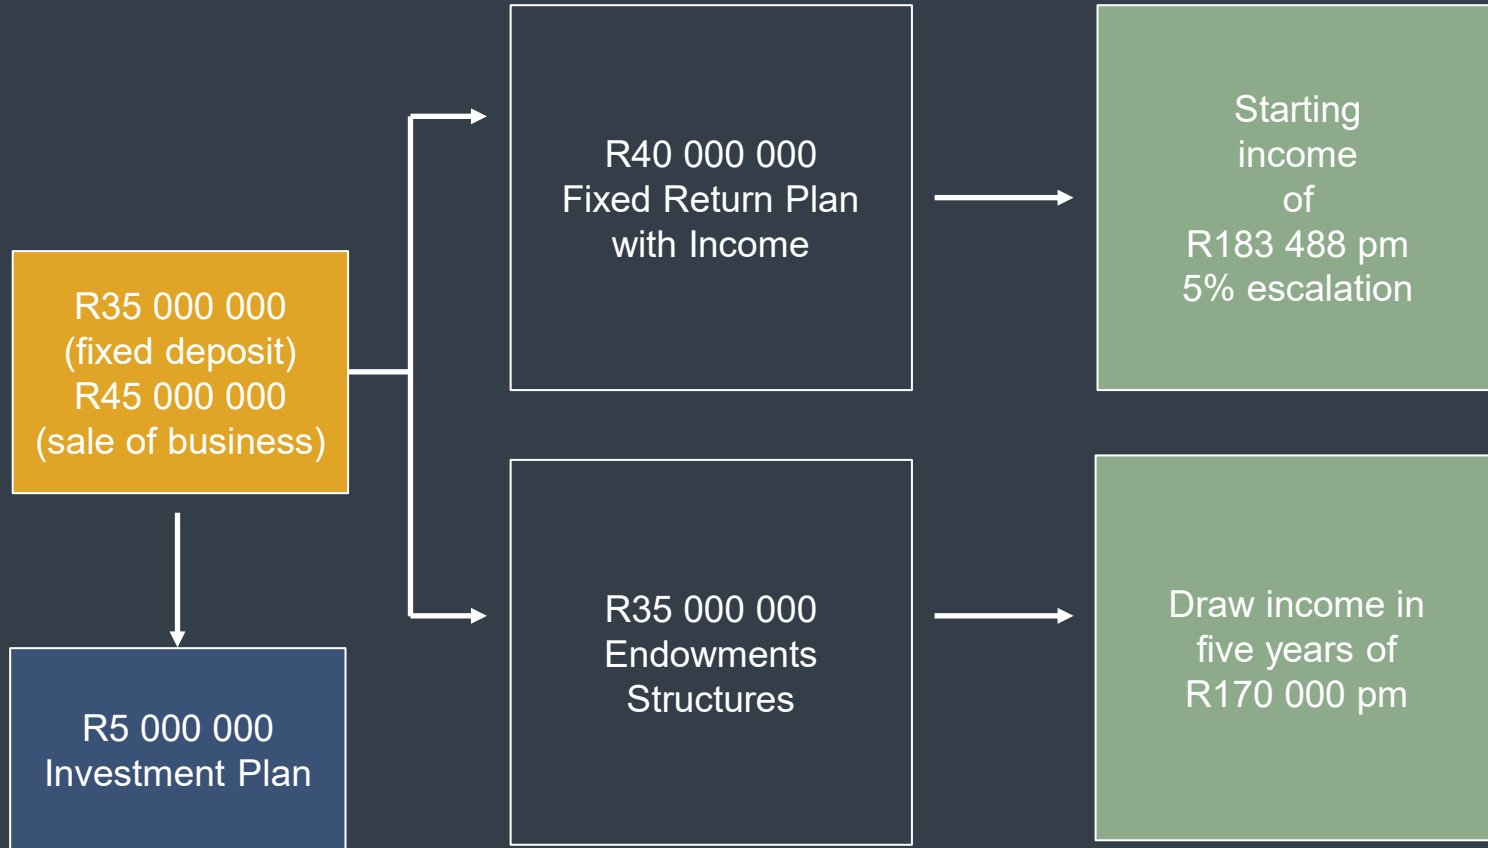 R35 000 000
(fixed deposit)
R45 000 000
(sale of business)
R5 000 000
Investment Plan
R40 000 000
Fixed Return Plan
with Income
Starting
income
of
R183 488 pm
5% escalation
R35 000 000
Endowments
Structures
Draw income in
five years of
R170 000 pm